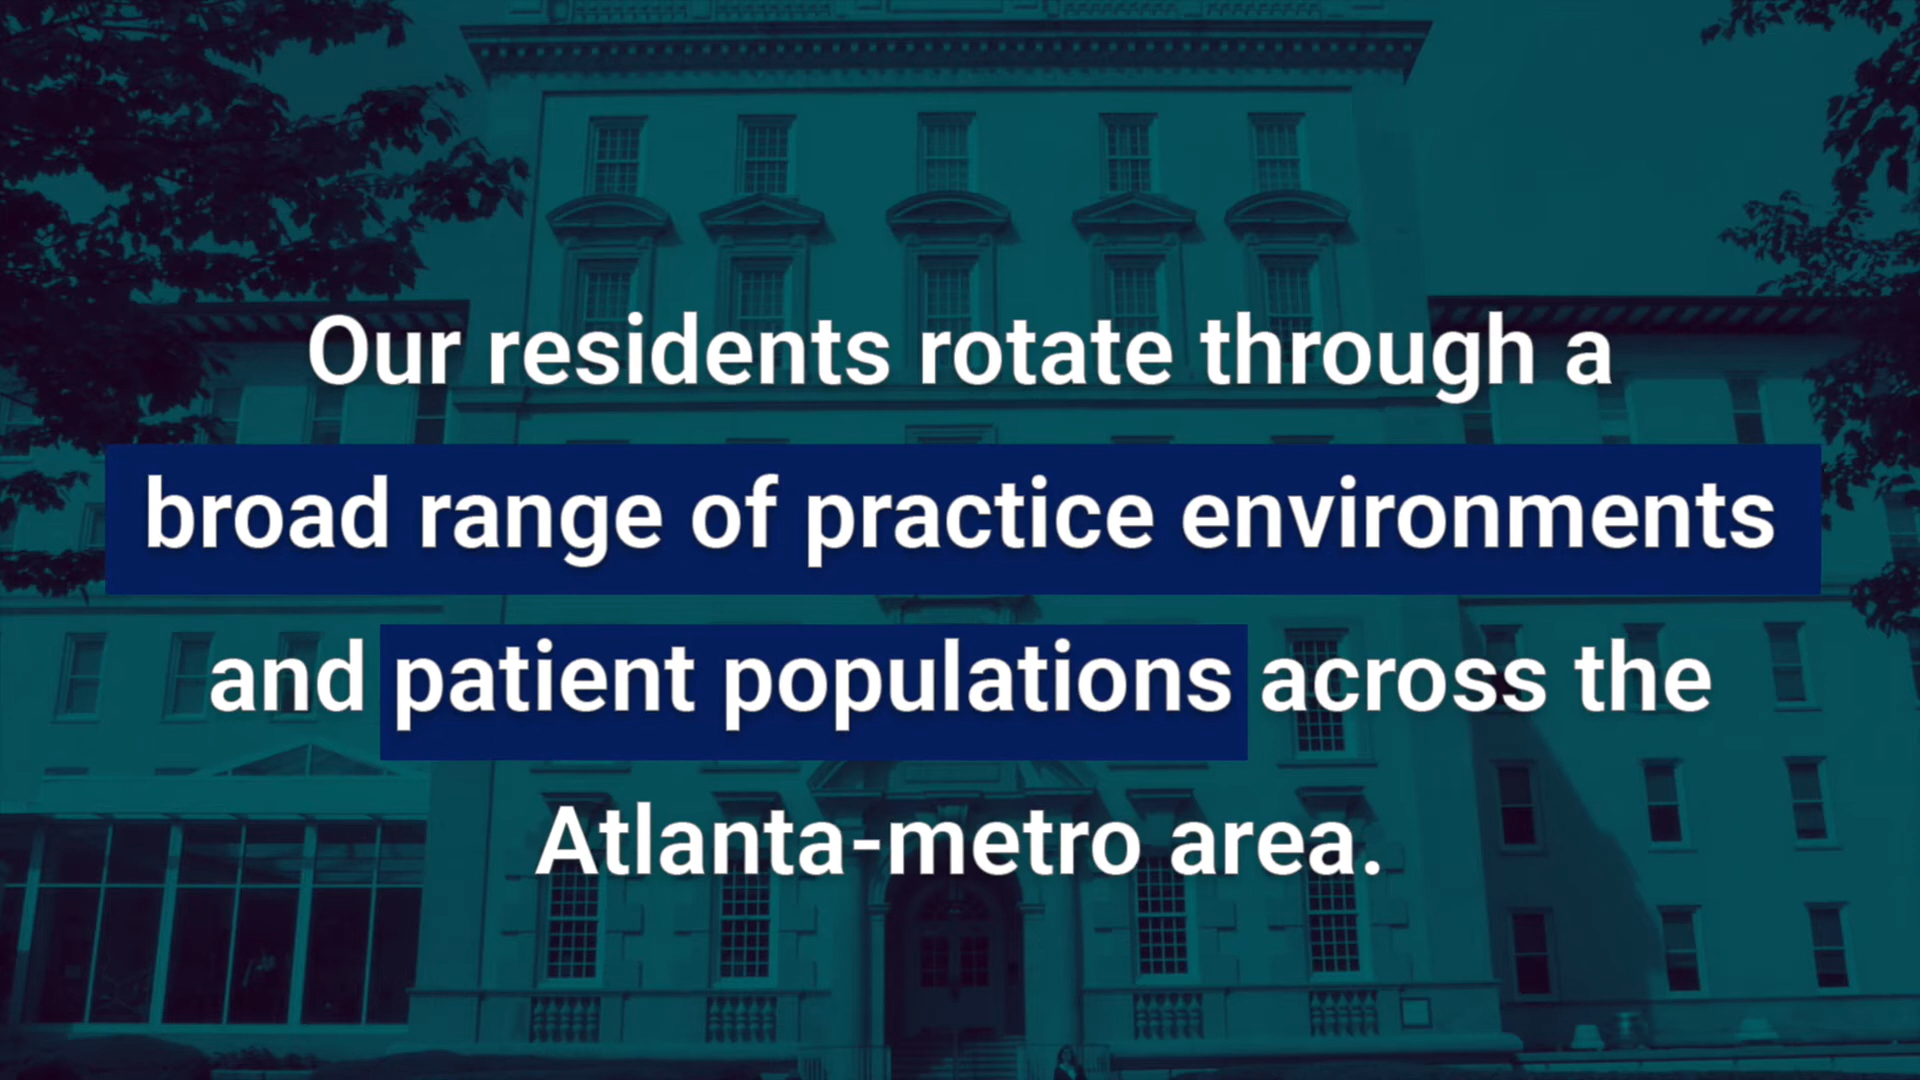 Our residents rotate through a
broad range of practice environments
and patient populations across the
Atlanta-metro area.